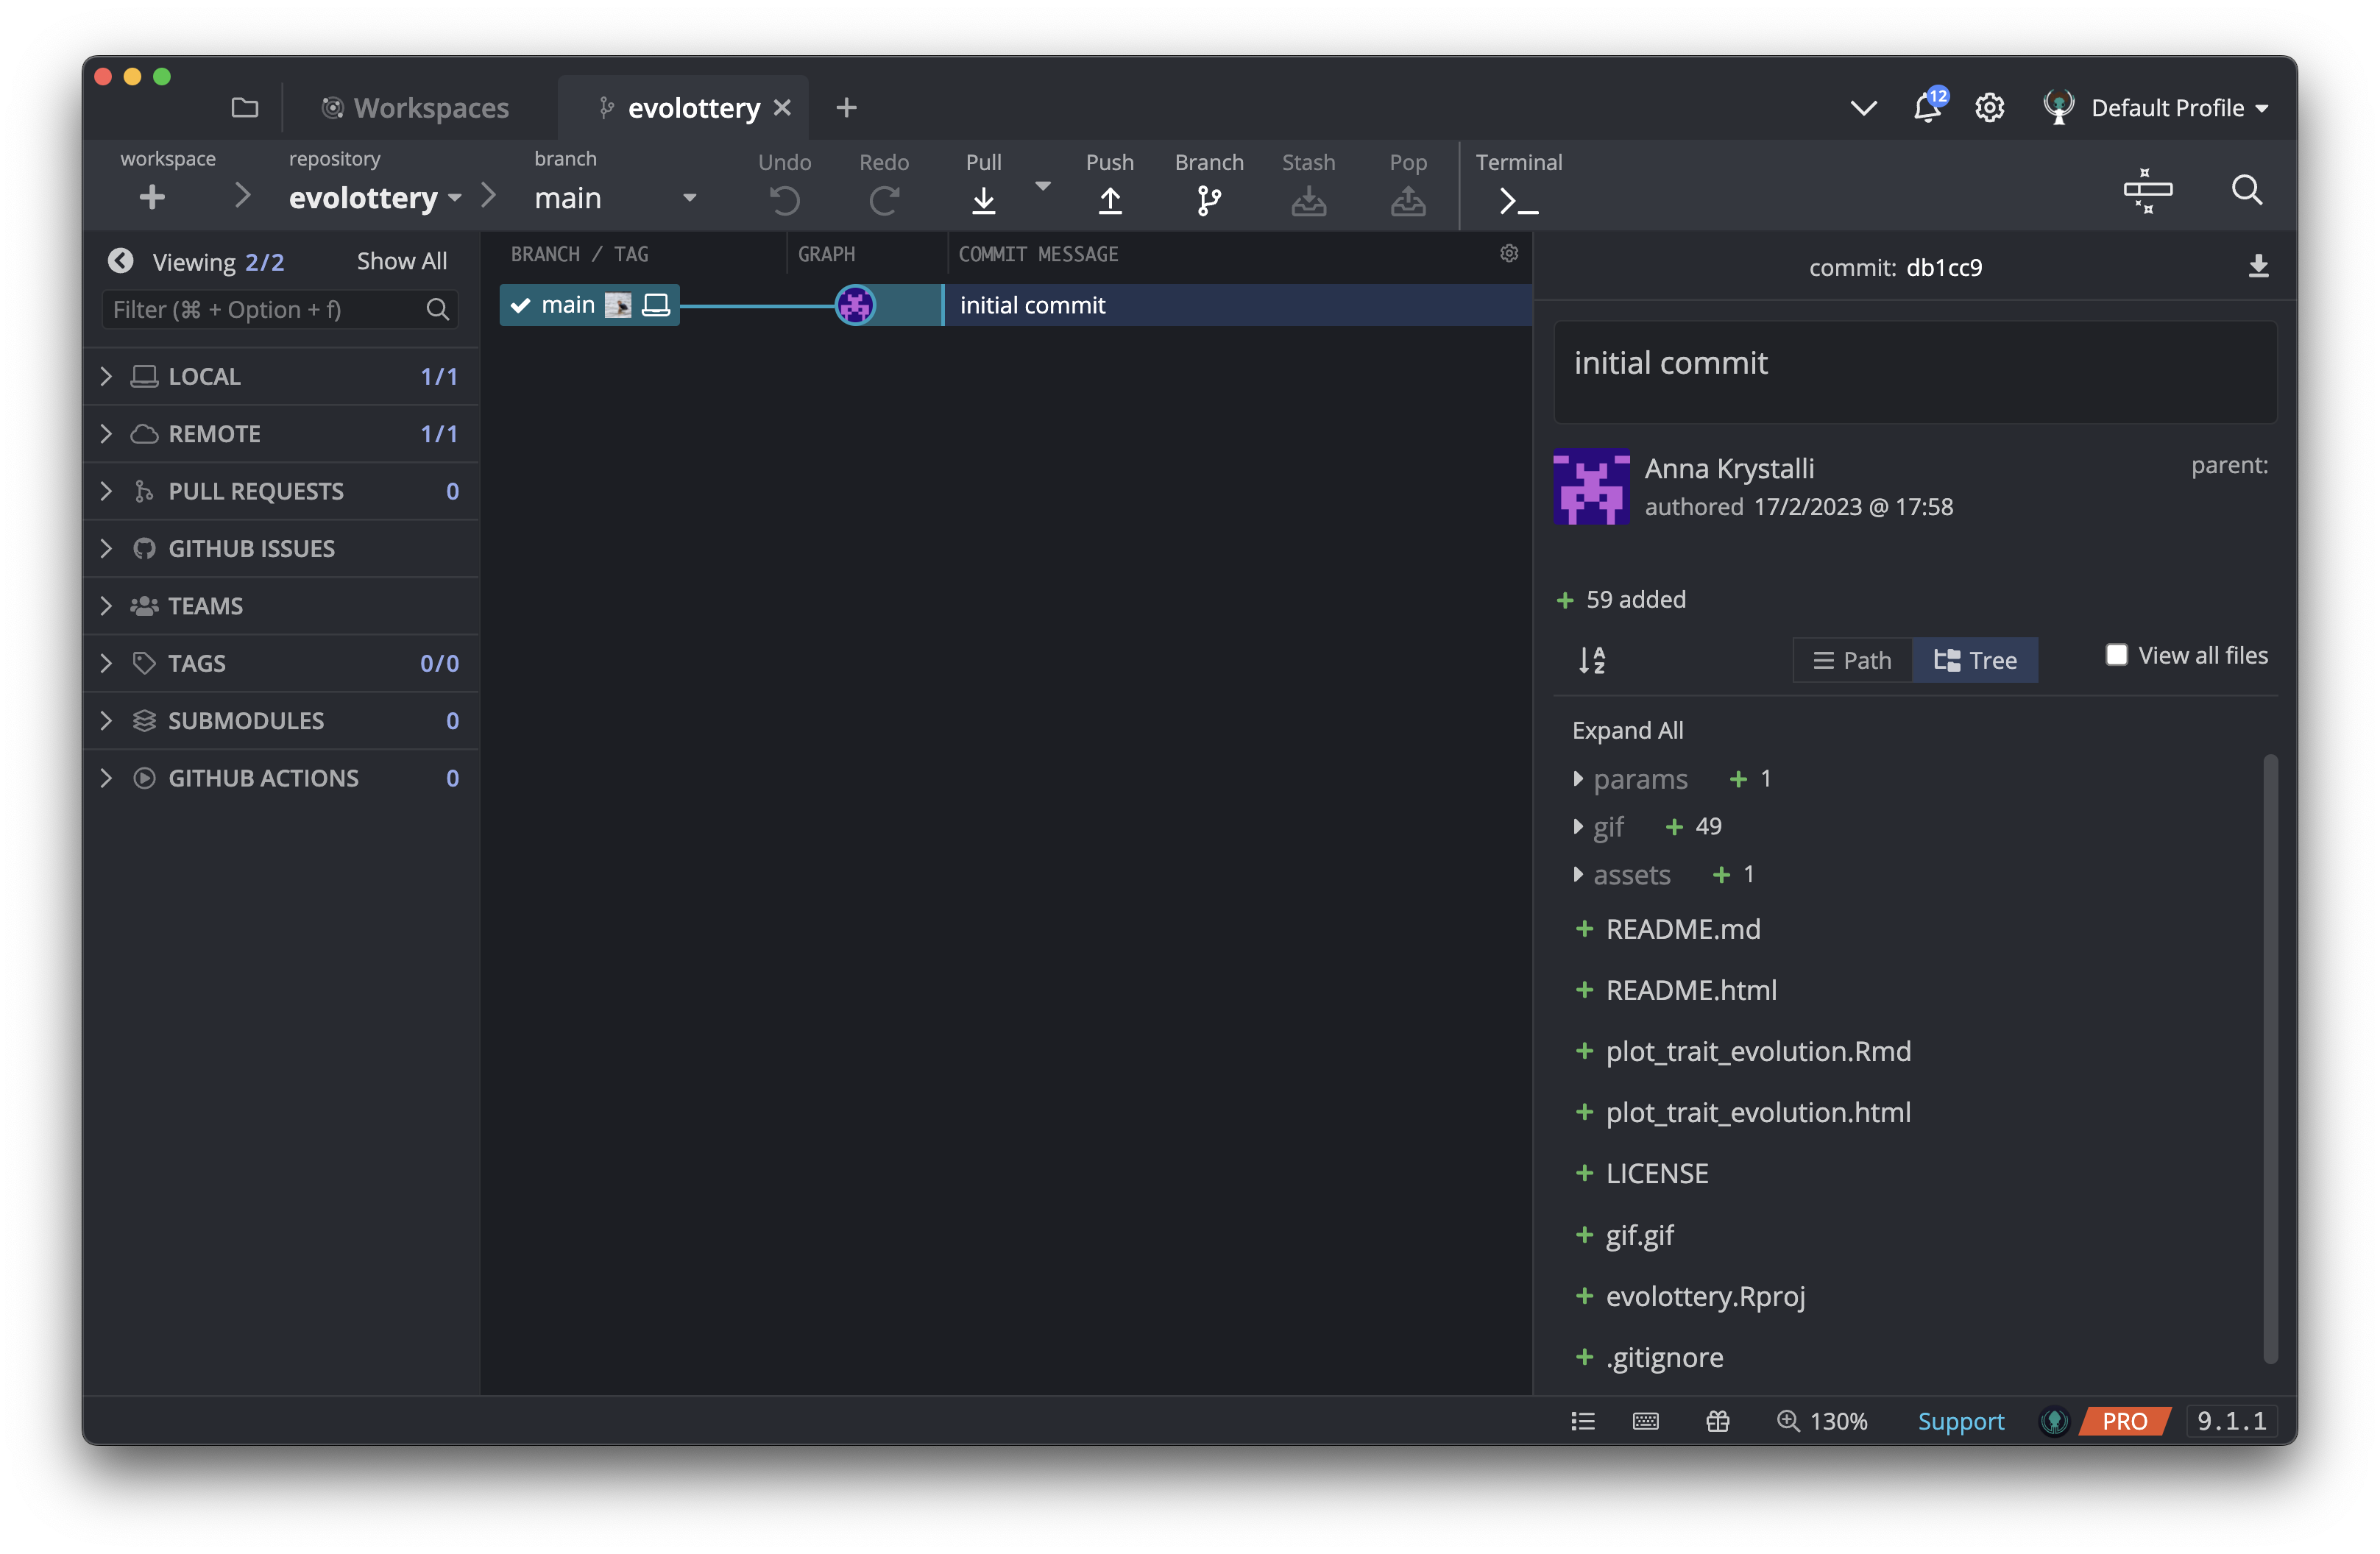 Workspaces
evolottery
12
Default Profile
workspace
repository
branch
Undo
Redo
Pull
Push
Branch
Stash
Pop
Terminal
evolottery
main
Viewing 2/2
Show All
BRANCH / TAG
GRAPH
COMMIT MESSAGE
commit: db1cc9
Filter (⌘ + Option + f)
main
initial commit
initial commit
LOCAL 1/1
REMOTE 1/1
PULL REQUESTS 0
GITHUB ISSUES
TEAMS
TAGS 0/0
SUBMODULES 0
GITHUB ACTIONS 0
Anna Krystalli
parent:
authored 17/2/2023 @ 17:58
+ 59 added
A
Z
Path
Tree
View all files
Expand All
params + 1
gif + 49
assets + 1
+ README.md
+ README.html
+ plot_trait_evolution.Rmd
+ plot_trait_evolution.html
+ LICENSE
+ gif.gif
+ evolottery.Rproj
+ .gitignore
130%
Support
PRO
9.1.1